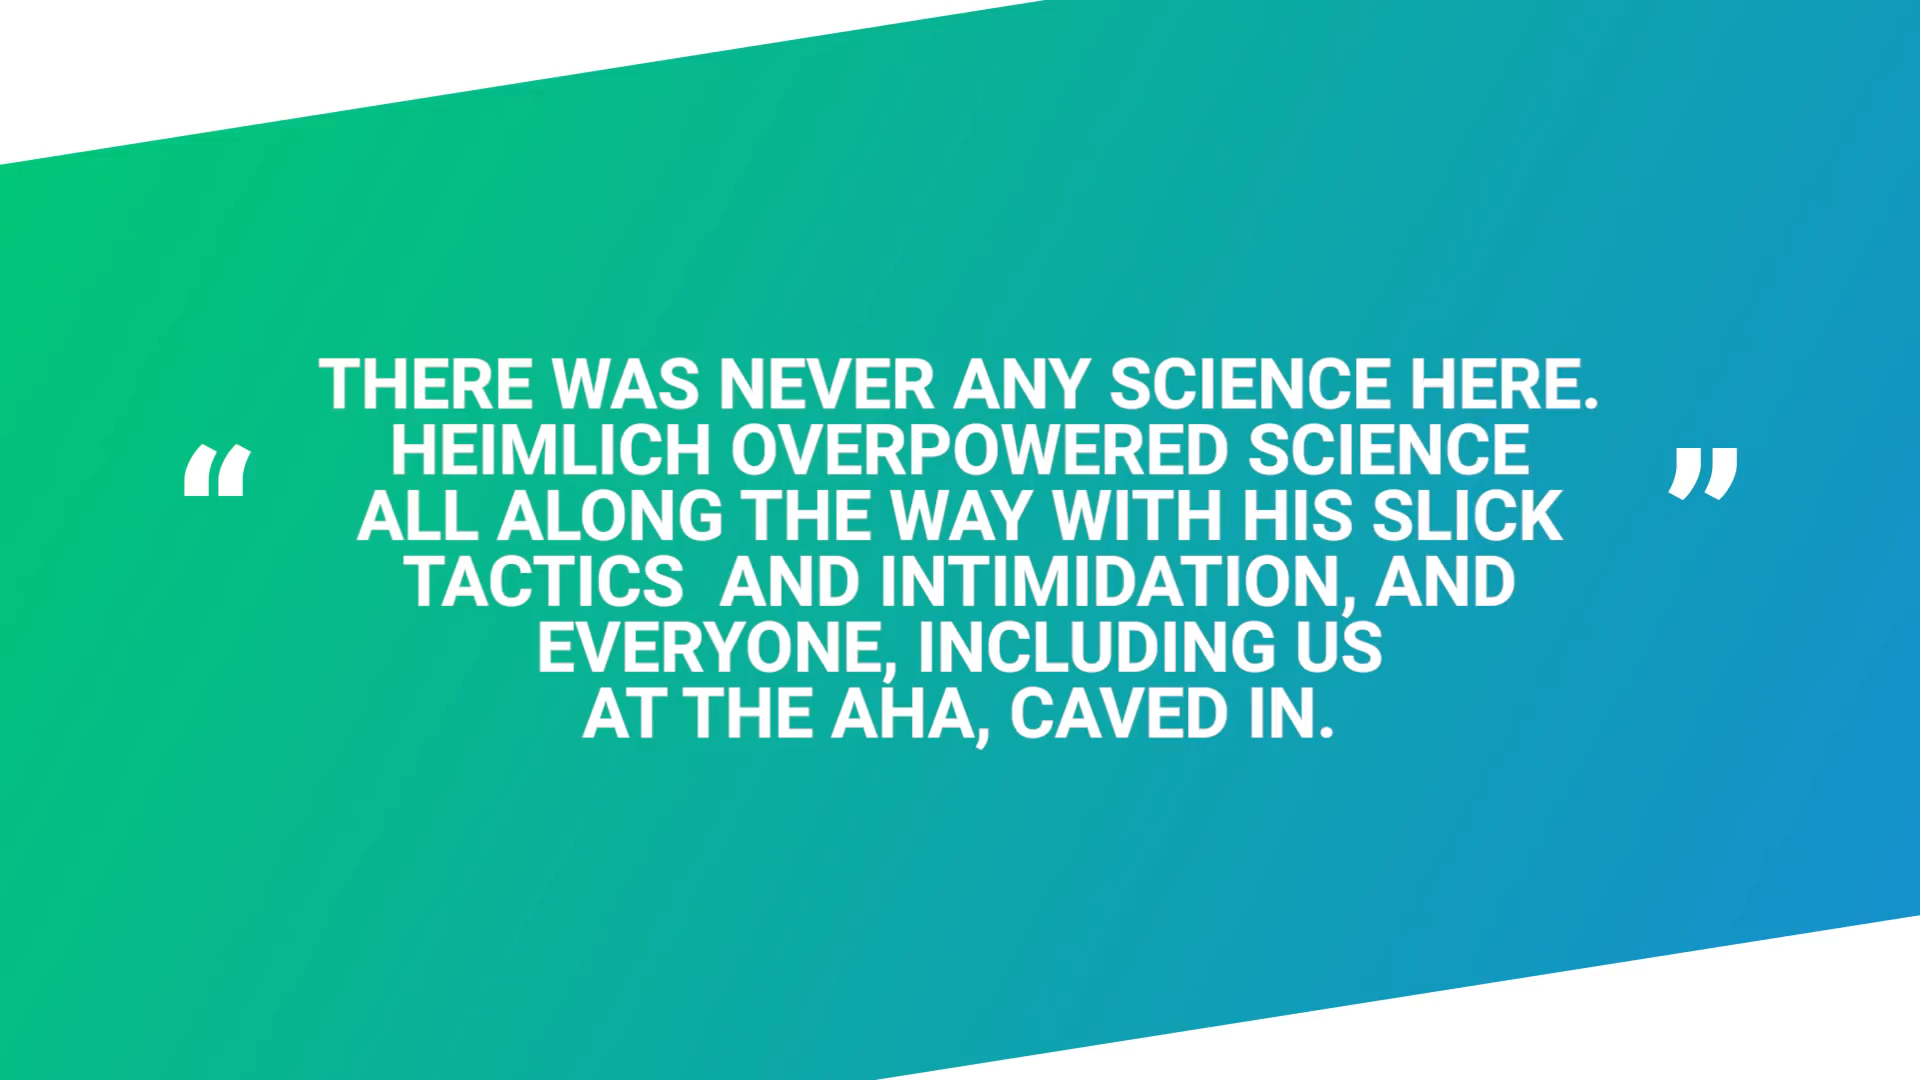 THERE WAS NEVER ANY SCIENCE HERE.
HEIMLICH OVERPOWERED SCIENCE
“ ALL ALONG THE WAY WITH HIS SLICK ”
TACTICS  AND INTIMIDATION, AND
EVERYONE, INCLUDING US
AT THE AHA, CAVED IN.